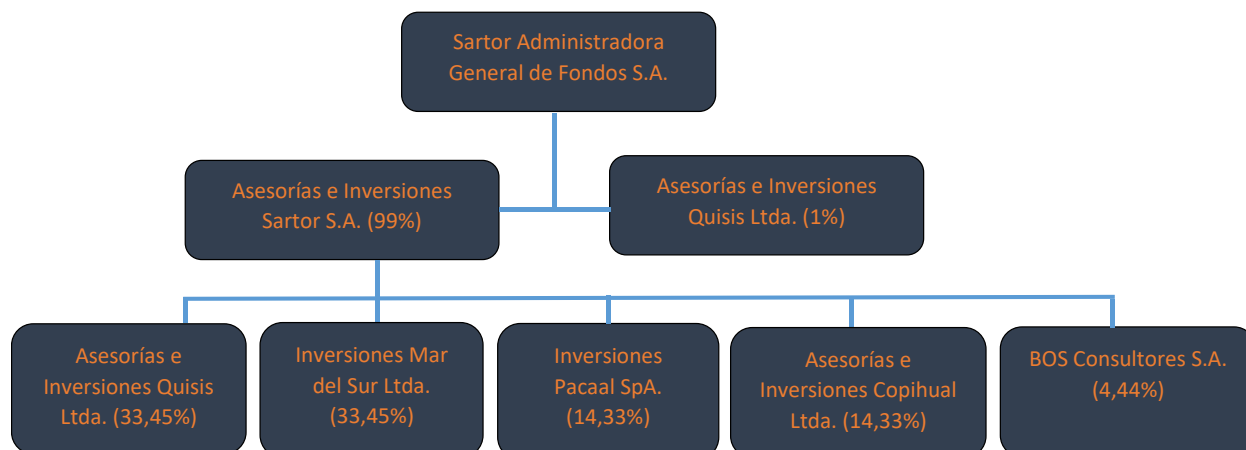 Sartor Administradora
General de Fondos S.A.
Asesorías e Inversiones
Sartor S.A. (99%)
Asesorías e Inversiones
Quisis Ltda. (1%)
Asesorías e
Inversiones Quisis
Ltda. (33,45%)
Inversiones Mar
del Sur Ltda.
(33,45%)
Inversiones
Pacaal SpA.
(14,33%)
Asesorías e
Inversiones Copihual
Ltda. (14,33%)
BOS Consultores S.A.
(4,44%)